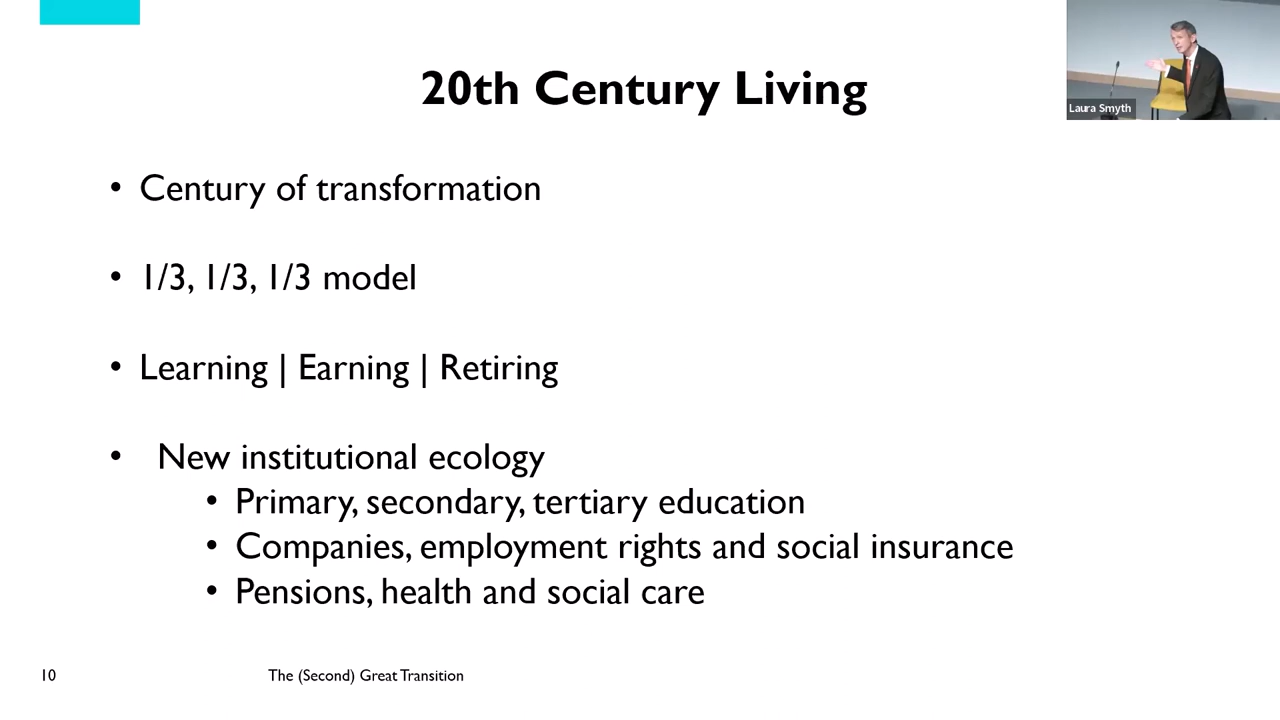 20th Century Living
Laura Smyth
• Century of transformation
• 1/3, 1/3, 1/3 model
• Learning | Earning | Retiring
• New institutional ecology
• Primary, secondary, tertiary education
• Companies, employment rights and social insurance
• Pensions, health and social care
10
The (Second) Great Transition